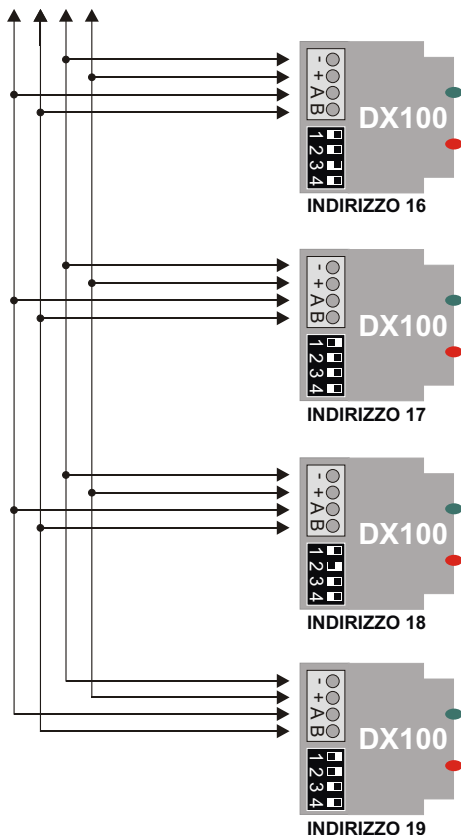 -
+
A
B
DX100
1
2
3
4
INDIRIZZO 16
-
+
A
B
DX100
1
2
3
4
INDIRIZZO 17
-
+
A
B
DX100
1
2
3
4
INDIRIZZO 18
-
+
A
B
DX100
1
2
3
4
INDIRIZZO 19